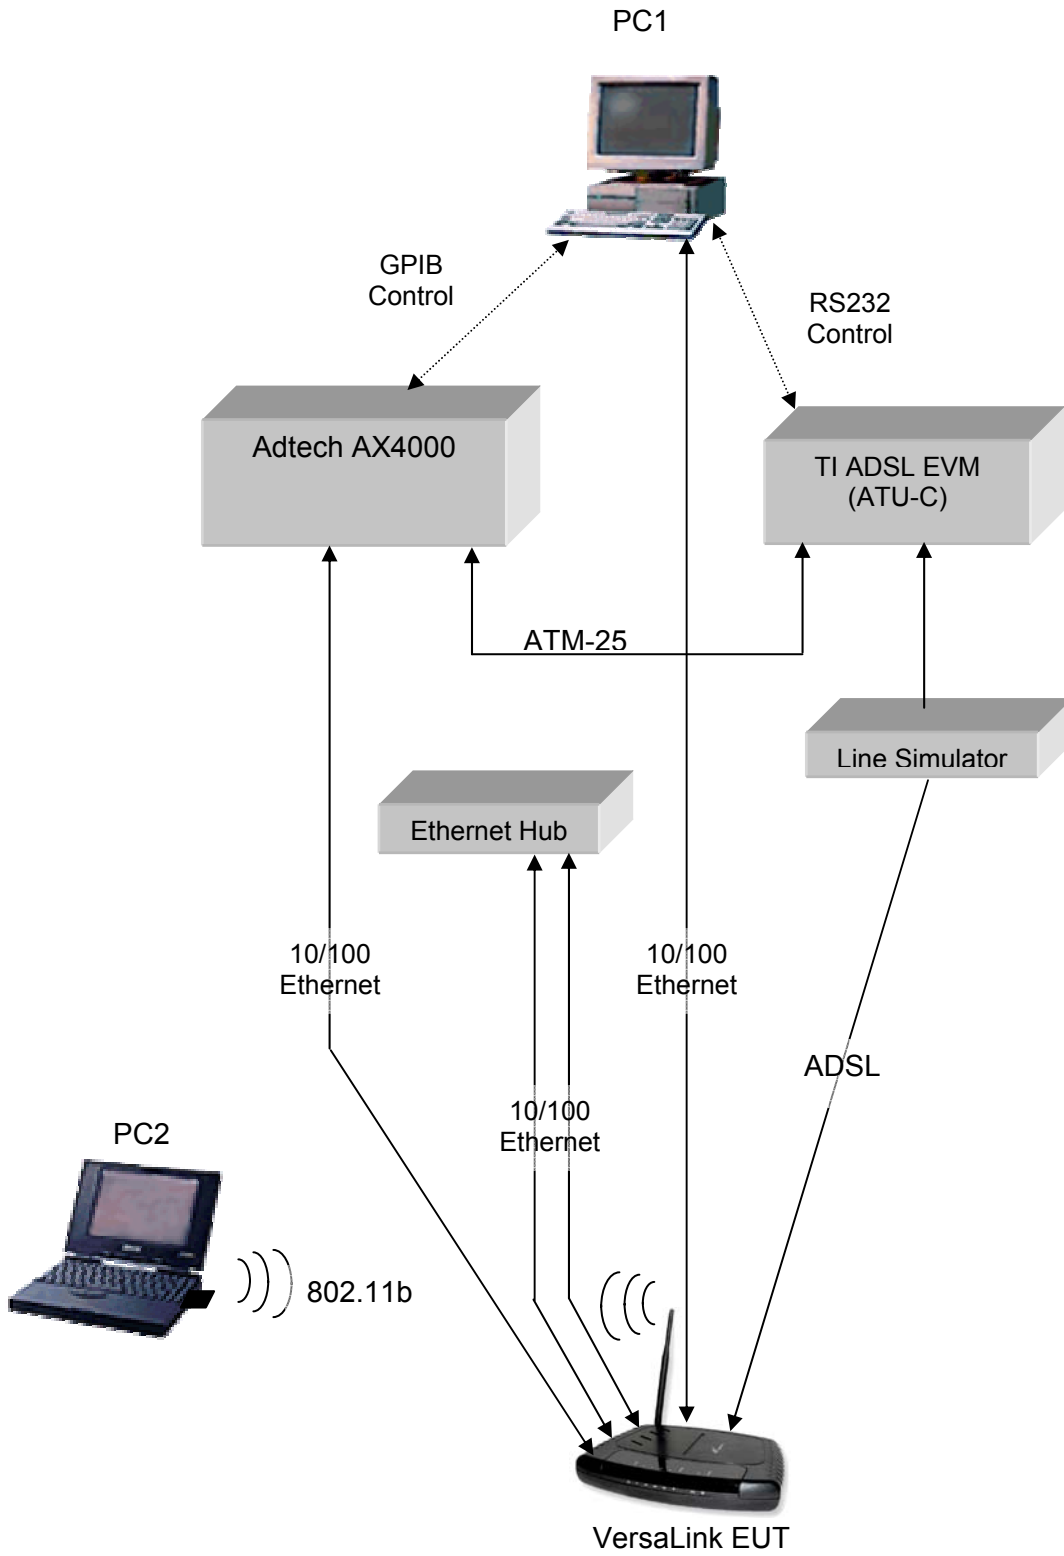 PC1
GPIB
Control
RS232
Control
Adtech AX4000
TI ADSL EVM
(ATU-C)
ATM-25
Line Simulator
Ethernet Hub
10/100
Ethernet
10/100
Ethernet
ADSL
10/100
Ethernet
PC2
802.11b
VersaLink EUT